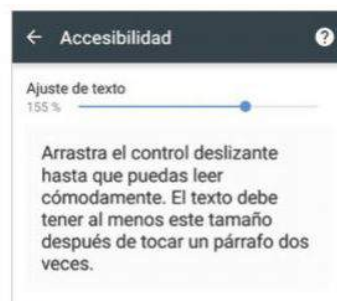 Accesibilidad
Ajuste de texto
155 %
Arrastra el control deslizante
hasta que puedas leer
cómodamente. El texto debe
tener al menos este tamaño
después de tocar un párrafo dos
veces.